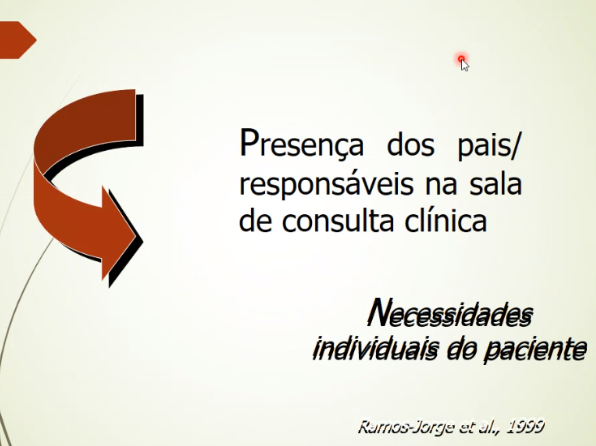 Presença dos pais/
responsáveis na sala
de consulta clínica
Necessidades
individuais do paciente
Ramos-Jorge et al., 1999